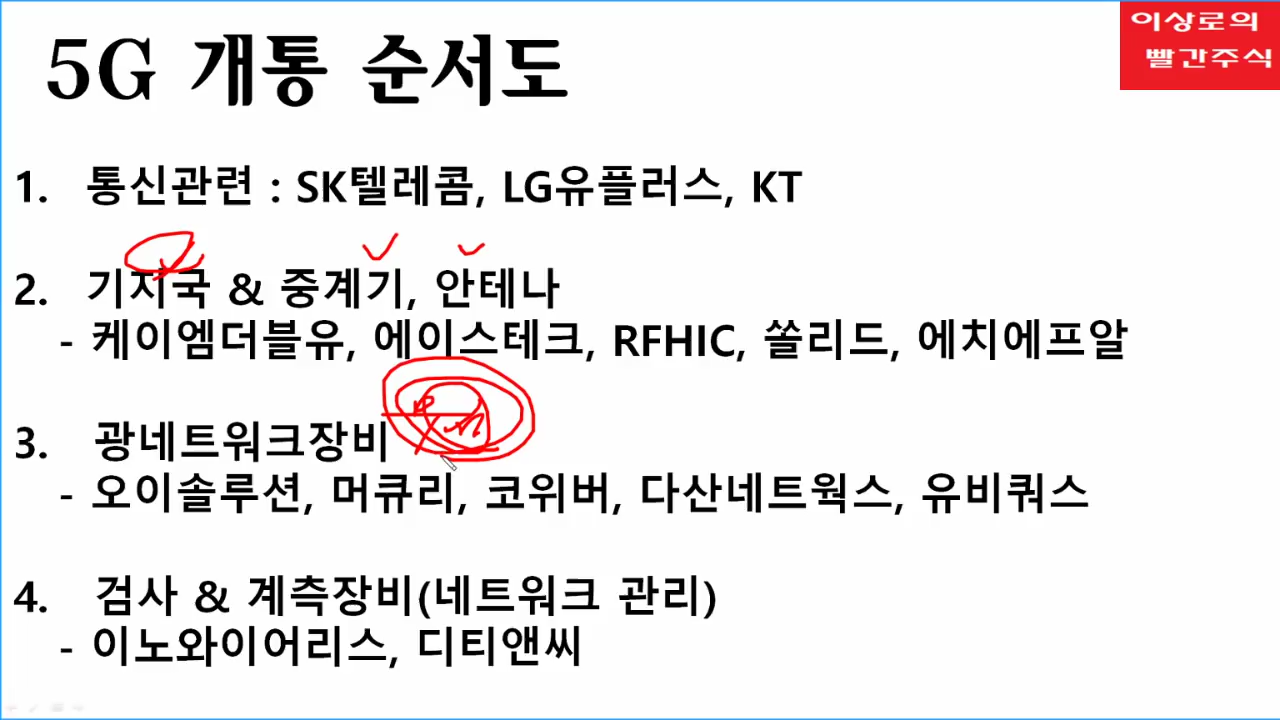 5G 개통 순서도
이상로의
빨간주식
1. 통신관련 : SK텔레콤, LG유플러스, KT
2. 기지국 & 중계기, 안테나
- 케이엠더블유, 에이스테크, RFHIC, 쏠리드, 에치에프알
3. 광네트워크장비
- 오이솔루션, 머큐리, 코위버, 다산네트웍스, 유비쿼스
4. 검사 & 계측장비(네트워크 관리)
- 이노와이어리스, 디티앤씨